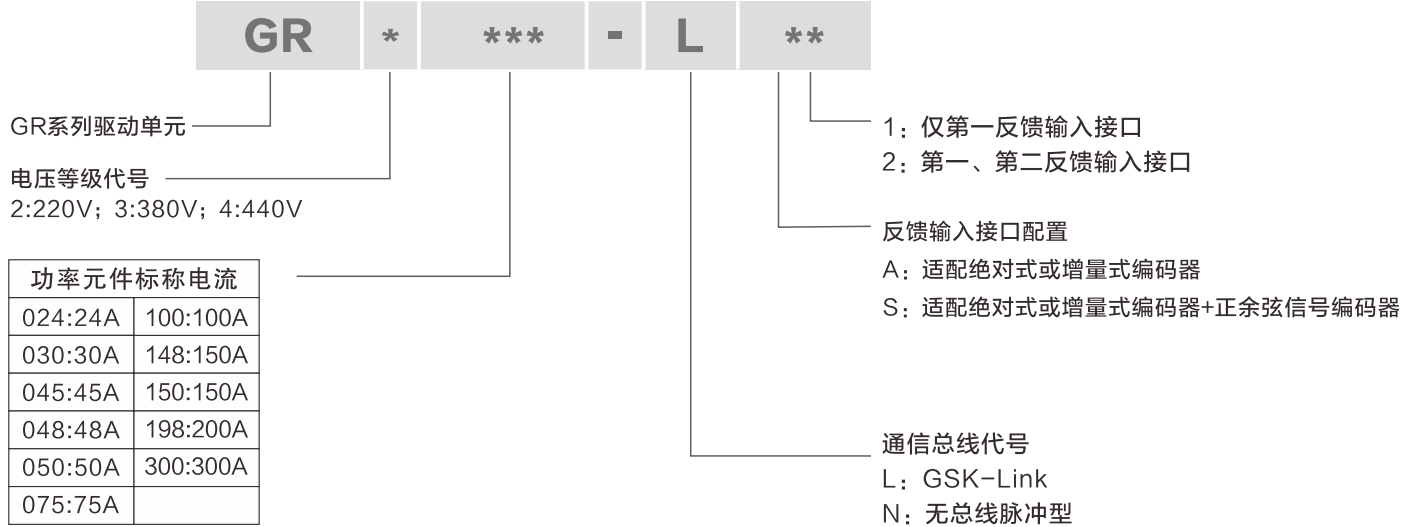 GR * *** - L **
GR系列驱动单元
电压等级代号
2:220V；3:380V；4:440V
功率元件标称电流
024:24A 100:100A
030:30A 148:150A
045:45A 150:150A
048:48A 198:200A
050:50A 300:300A
075:75A
1：仅第一反馈输入接口
2：第一、第二反馈输入接口
反馈输入接口配置
A：适配绝对式或增量式编码器
S：适配绝对式或增量式编码器+正余弦信号编码器
通信总线代号
L：GSK-Link
N：无总线脉冲型